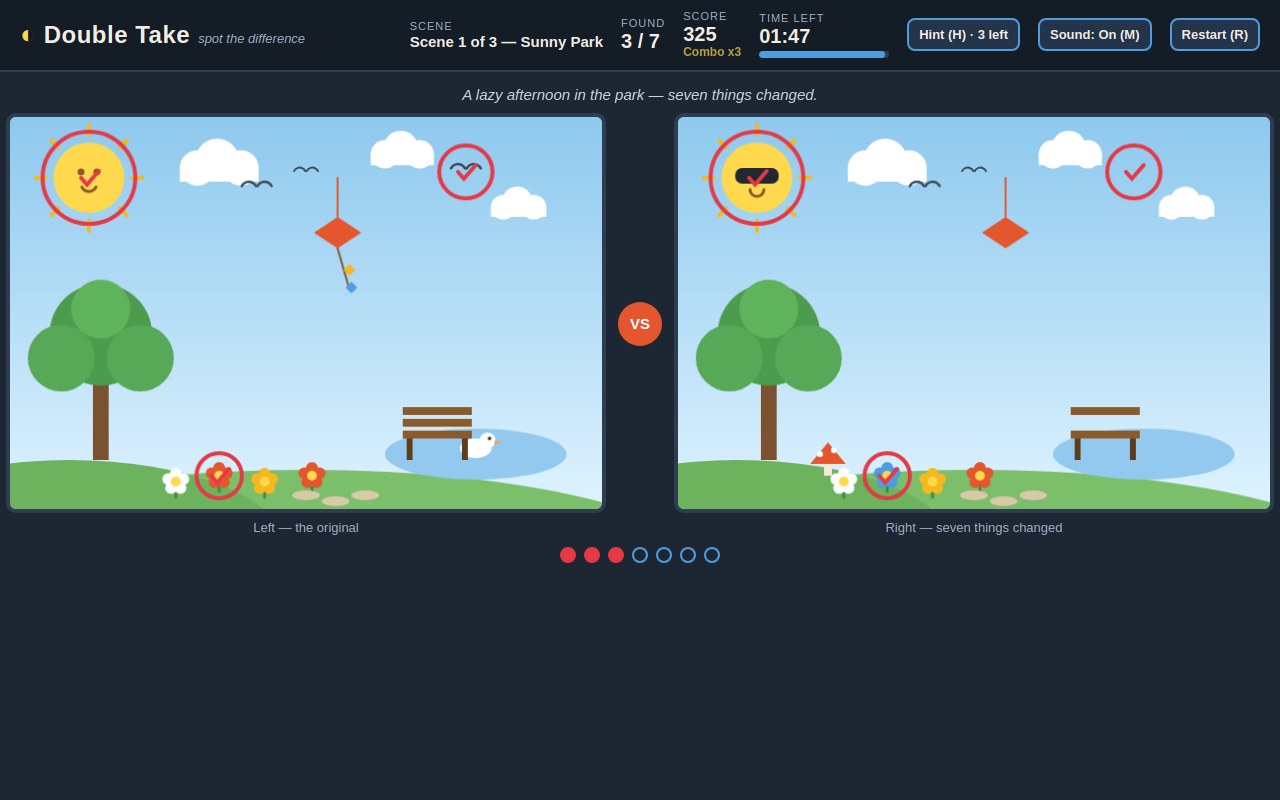 Double Take spot the difference
SCENE
Scene 1 of 3 — Sunny Park
FOUND
3 / 7
SCORE
325
Combo x3
TIME LEFT
01:47
Hint (H) · 3 left
Sound: On (M)
Restart (R)
A lazy afternoon in the park — seven things changed.
VS
Left — the original
Right — seven things changed